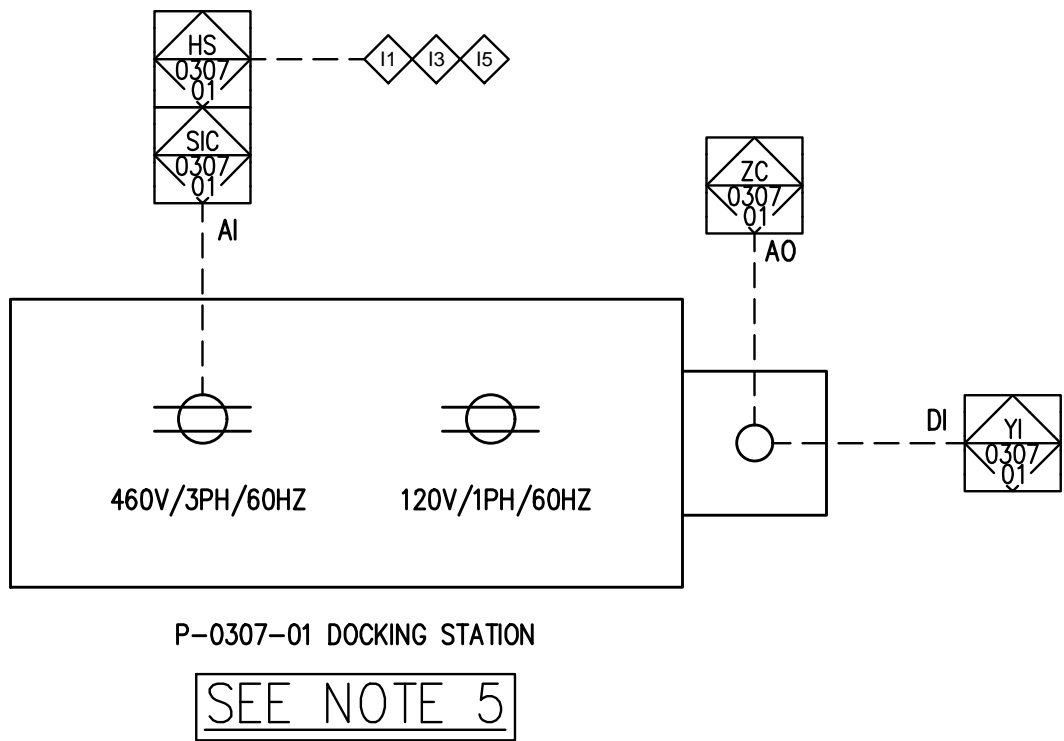 HS
0307
01
I1 I3 I5
SIC
0307
01
AI
ZC
0307
01
AO
DI
YI
0307
01
460V/3PH/60HZ
120V/1PH/60HZ
P-0307-01 DOCKING STATION
SEE NOTE 5